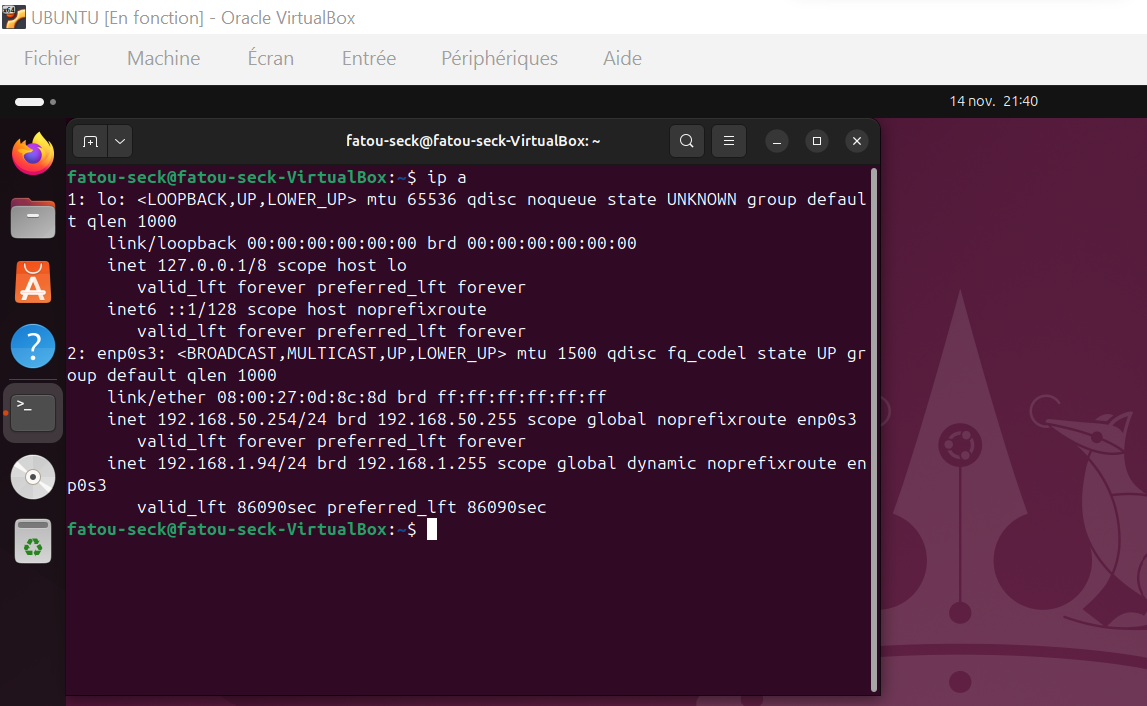 UBUNTU [En fonction] - Oracle VirtualBox
Fichier Machine Écran Entrée Périphériques Aide
14 nov. 21:40
fatou-seck@fatou-seck-VirtualBox: ~
fatou-seck@fatou-seck-VirtualBox:~$ ip a
1: lo: <LOOPBACK,UP,LOWER_UP> mtu 65536 qdisc noqueue state UNKNOWN group defaul
t qlen 1000
    link/loopback 00:00:00:00:00:00 brd 00:00:00:00:00:00
    inet 127.0.0.1/8 scope host lo
       valid_lft forever preferred_lft forever
    inet6 ::1/128 scope host noprefixroute
       valid_lft forever preferred_lft forever
2: enp0s3: <BROADCAST,MULTICAST,UP,LOWER_UP> mtu 1500 qdisc fq_codel state UP gr
oup default qlen 1000
    link/ether 08:00:27:0d:8c:8d brd ff:ff:ff:ff:ff:ff
    inet 192.168.50.254/24 brd 192.168.50.255 scope global noprefixroute enp0s3
       valid_lft forever preferred_lft forever
    inet 192.168.1.94/24 brd 192.168.1.255 scope global dynamic noprefixroute en
p0s3
       valid_lft 86090sec preferred_lft 86090sec
fatou-seck@fatou-seck-VirtualBox:~$